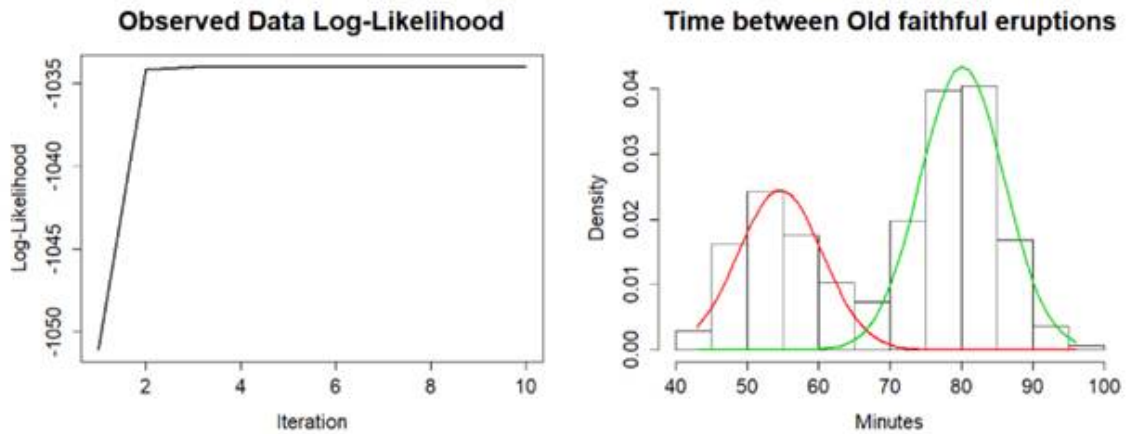 Observed Data Log-Likelihood
Log-Likelihood
-1035
-1040
-1045
-1050
2 4 6 8 10
Iteration
Time between Old faithful eruptions
Density
0.04
0.03
0.02
0.01
0.00
40 50 60 70 80 90 100
Minutes